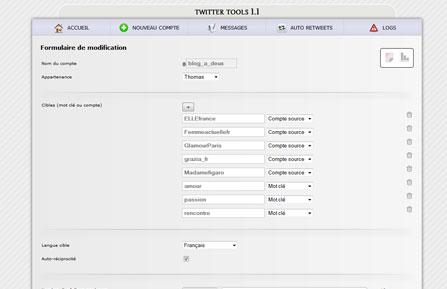 TWITTER TOOLS 1.1
ACCUEIL NOUVEAU COMPTE MESSAGES AUTO RETWEETS LOGS
Formulaire de modification
Nom du compte blog_a_deus
Appartenance Thomas
Cibles (mot clé ou compte) +
ELLEfrance Compte source
Femmeactuellefr Compte source
GlamourParis Compte source
grazia_fr Compte source
Madamefigaro Compte source
amour Mot clé
passion Mot clé
rencontre Mot clé
Langue cible Français
Auto-réciprocité